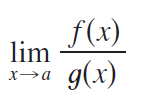 lim x→a f(x)/g(x)